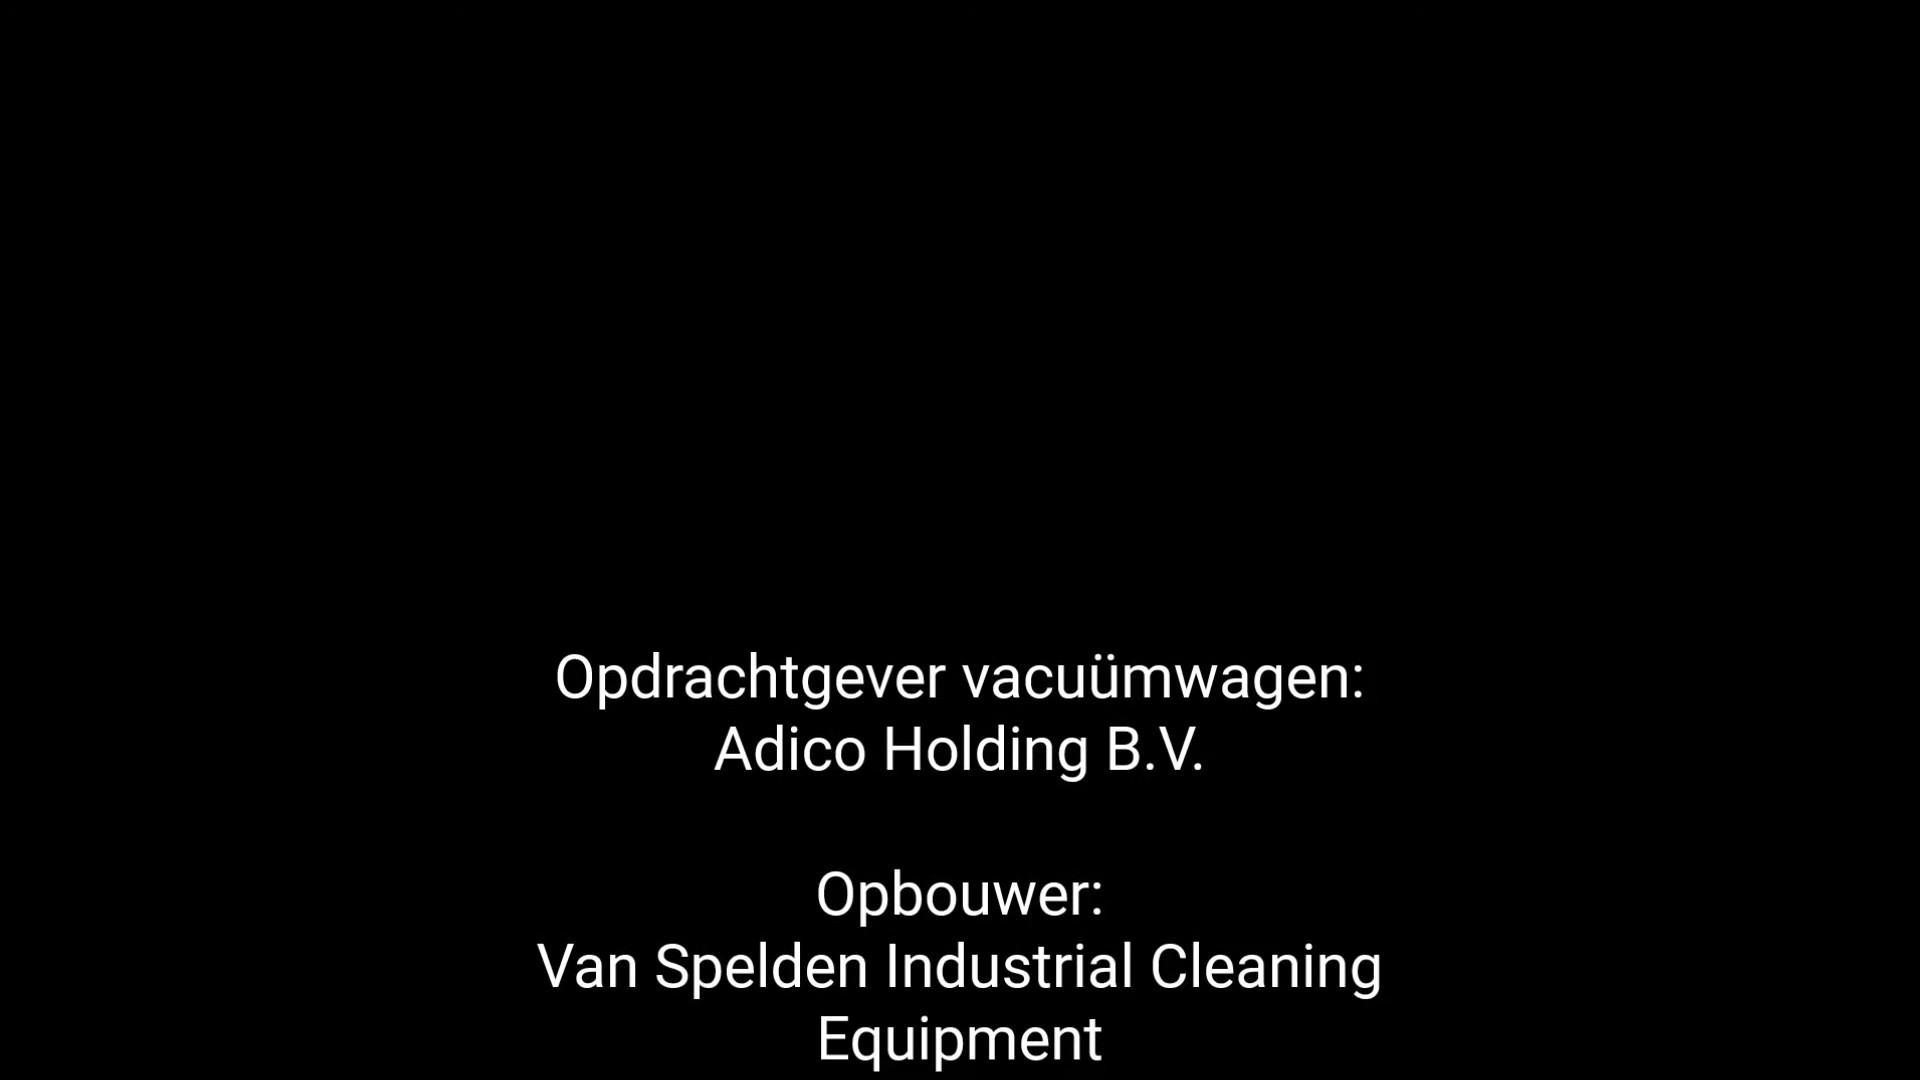 Opdrachtgever vacuümwagen:
Adico Holding B.V.
Opbouwer:
Van Spelden Industrial Cleaning
Equipment